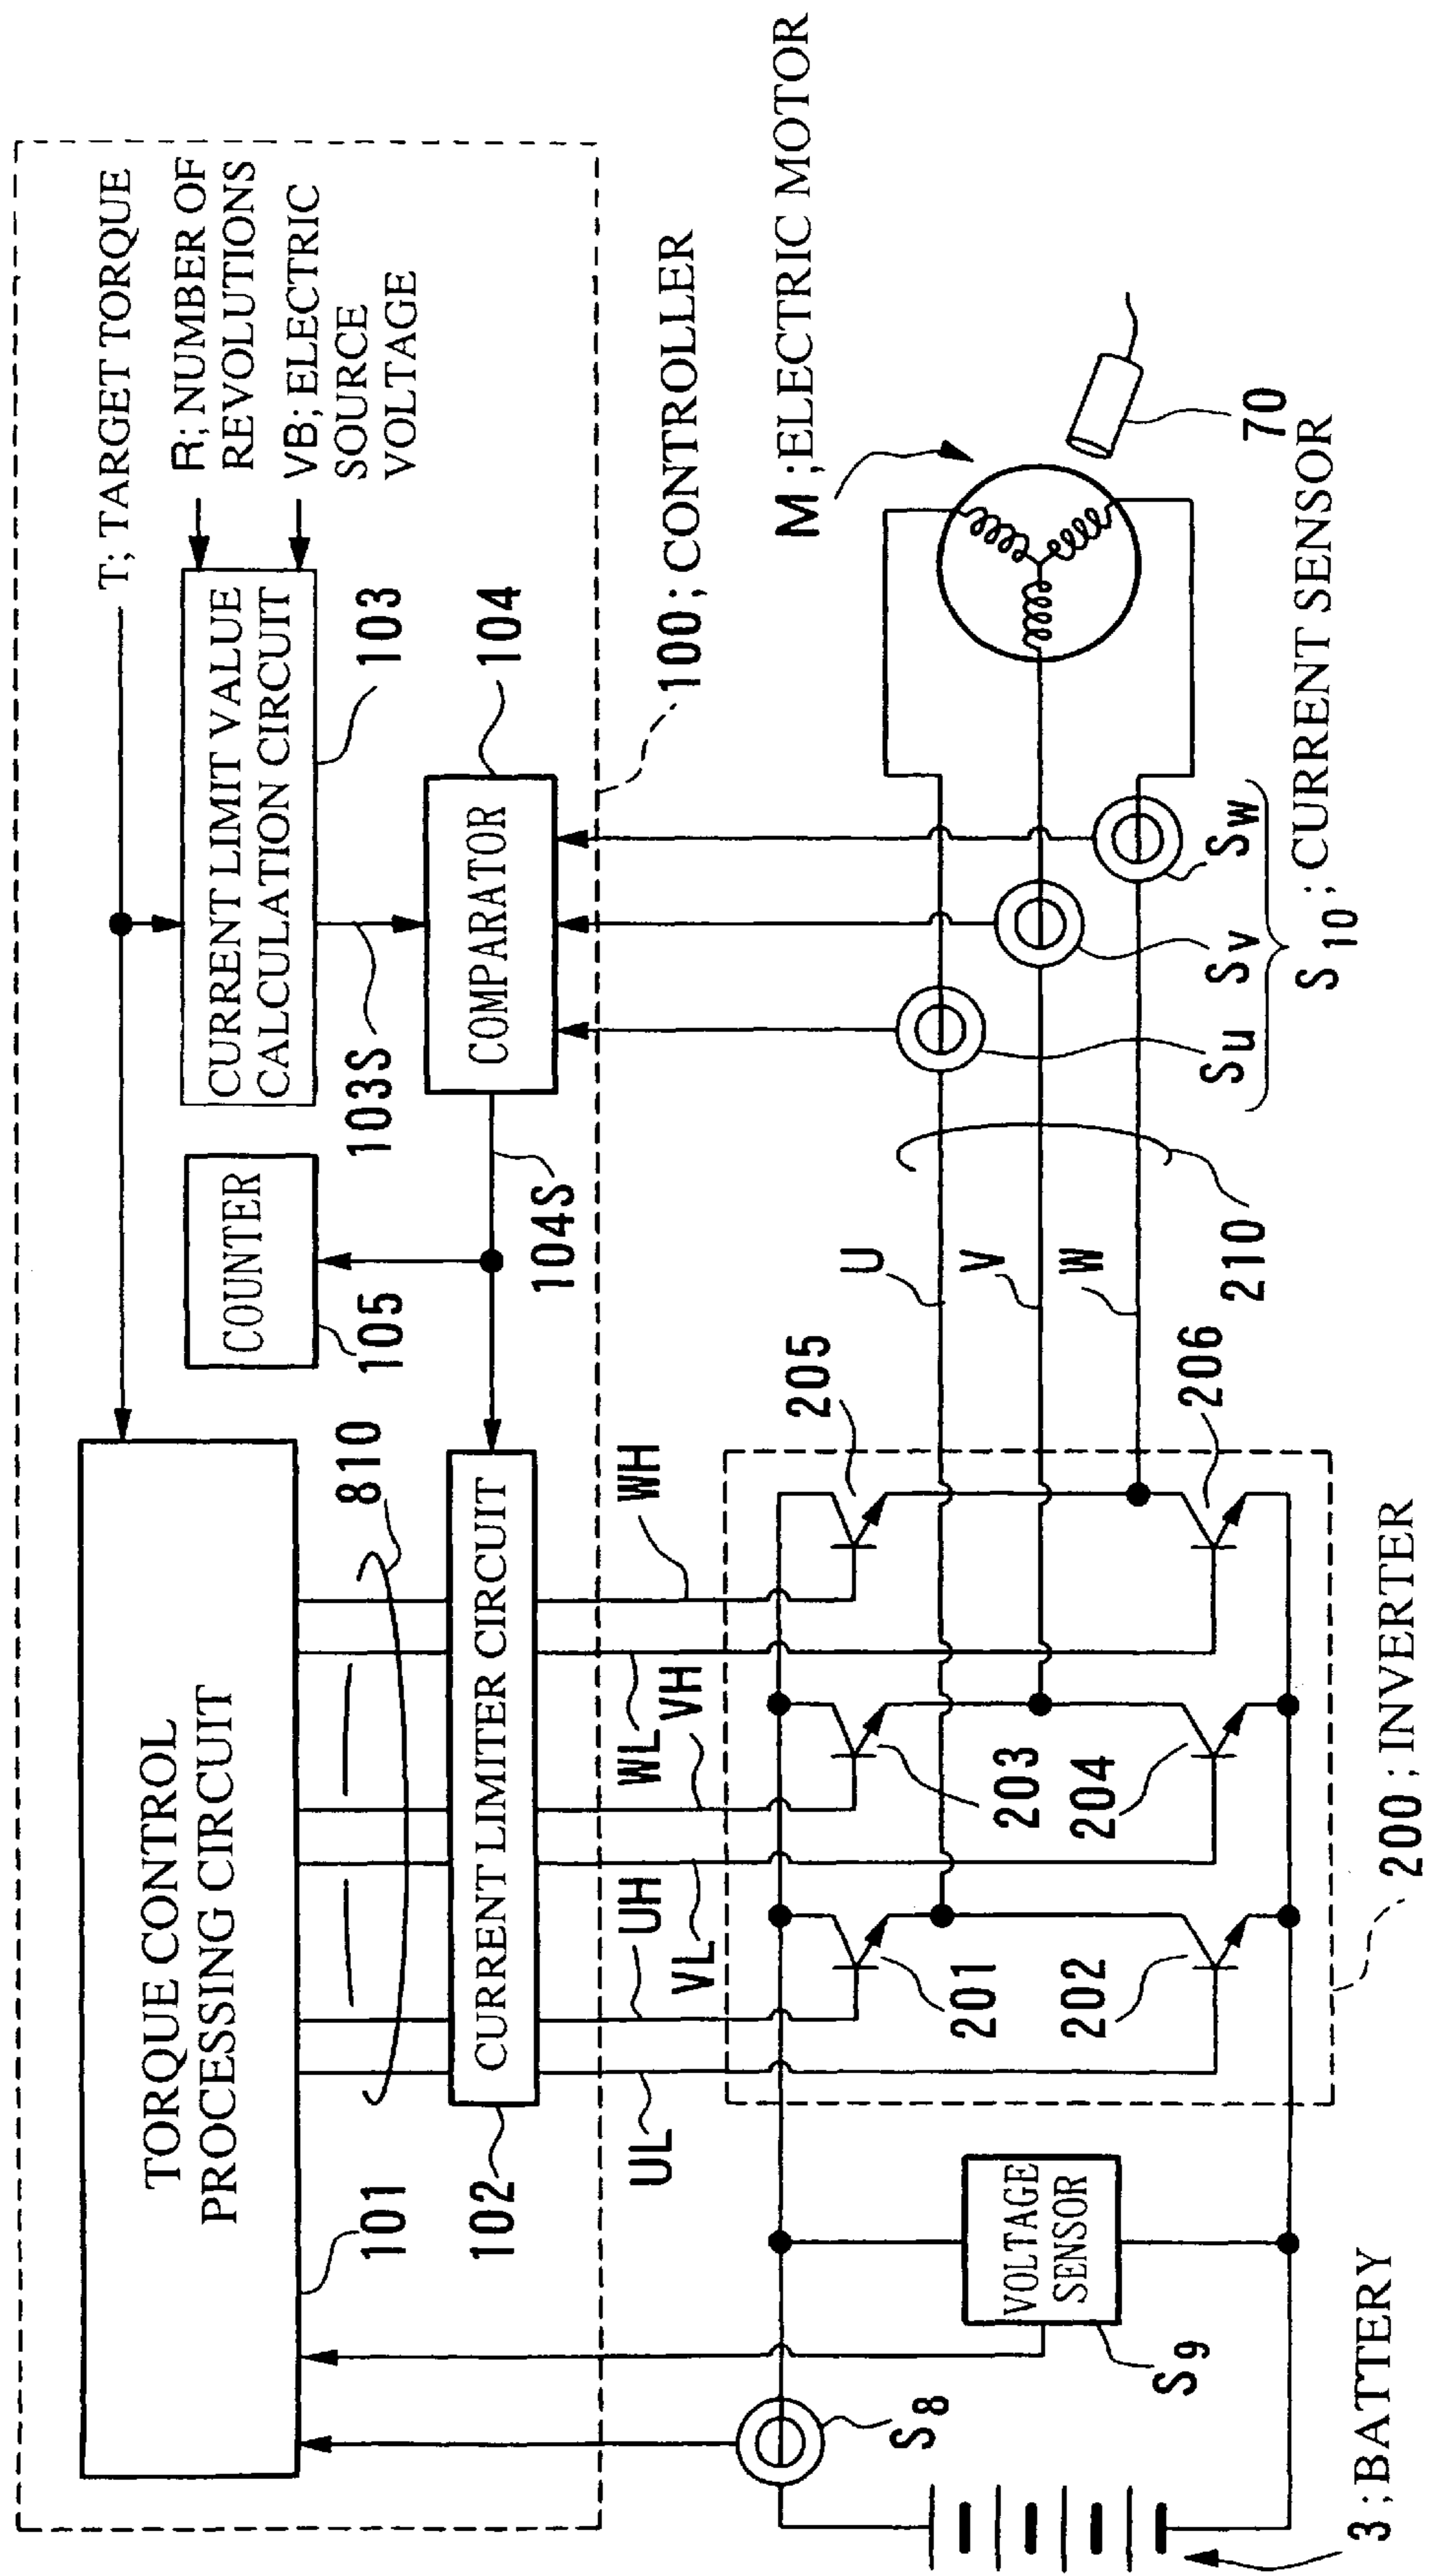 T; TARGET TORQUE
R; NUMBER OF
REVOLUTIONS
VB; ELECTRIC
SOURCE
VOLTAGE
TORQUE CONTROL
PROCESSING CIRCUIT
101
810
COUNTER
105
CURRENT LIMIT VALUE
CALCULATION CIRCUIT
103
103S
COMPARATOR
104
104S
CURRENT LIMITER CIRCUIT
102
100; CONTROLLER
UL
UH
VL
VH
WL
WH
M ; ELECTRIC MOTOR
70
205
203
201
206
204
202
U
V
W
210
Su
Sv
Sw
S10 ; CURRENT SENSOR
S8
VOLTAGE
SENSOR
S9
3 ; BATTERY
200 ; INVERTER